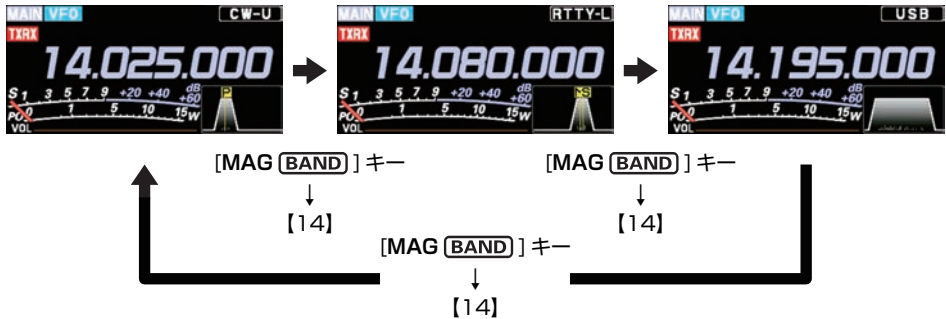 MAIN VFO CW-U
TXRX
14.025.000
S 1 3 5 7 9 +20 +40 dB +60
PO 0 1 5 10 15W
VOL
P
MAIN VFO RTTY-L
TXRX
14.080.000
S 1 3 5 7 9 +20 +40 dB +60
PO 0 1 5 10 15W
VOL
MAIN VFO USB
TXRX
14.195.000
S 1 3 5 7 9 +20 +40 dB +60
PO 0 1 5 10 15W
VOL
[MAG BAND] キー
↓
【14】
[MAG BAND] キー
↓
【14】
[MAG BAND] キー
↓
【14】